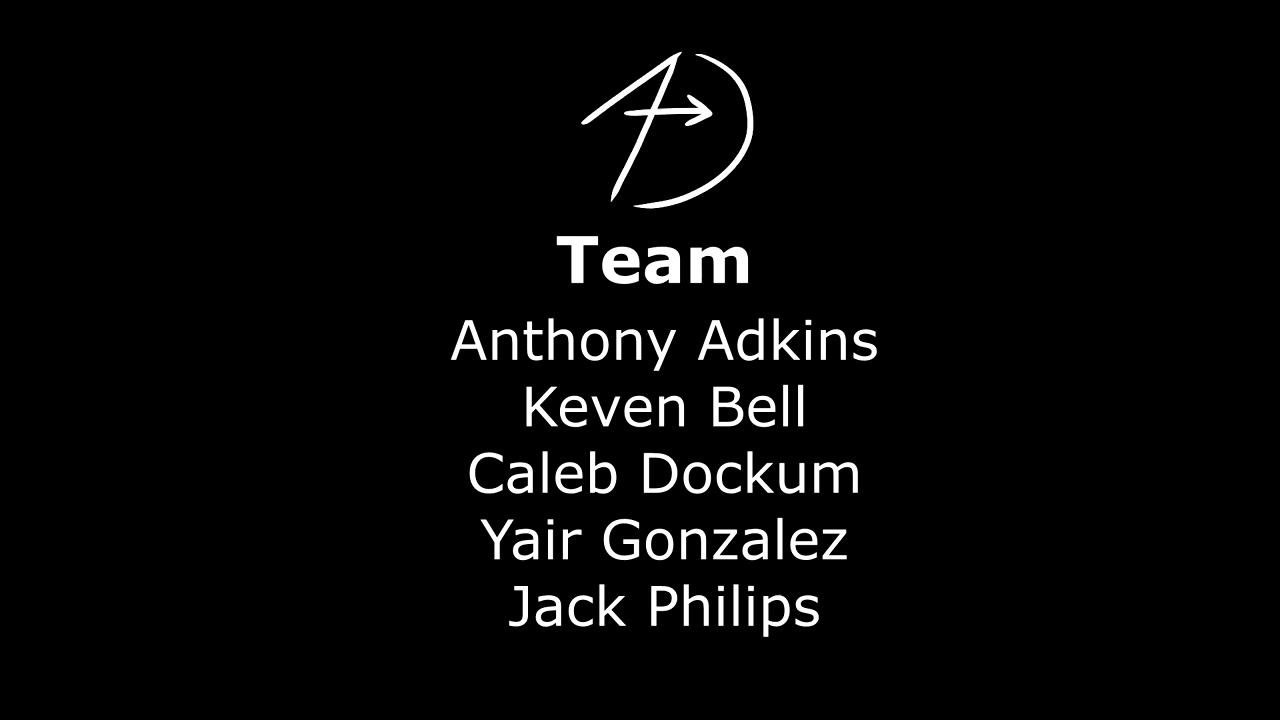 Team
Anthony Adkins
Keven Bell
Caleb Dockum
Yair Gonzalez
Jack Philips